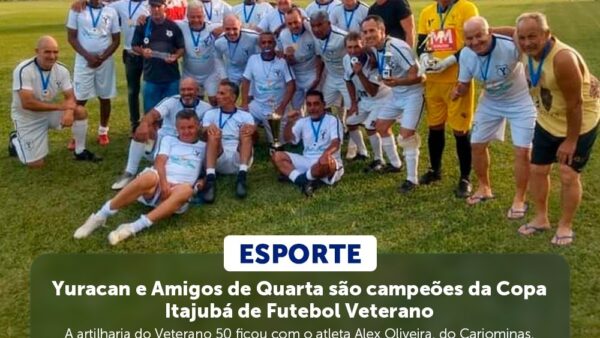 MM
ESPORTE
Yuracan e Amigos de Quarta são campeões da Copa
Itajubá de Futebol Veterano
A artilharia do Veterano 50 ficou com o atleta Alex Oliveira, do Cariominas.